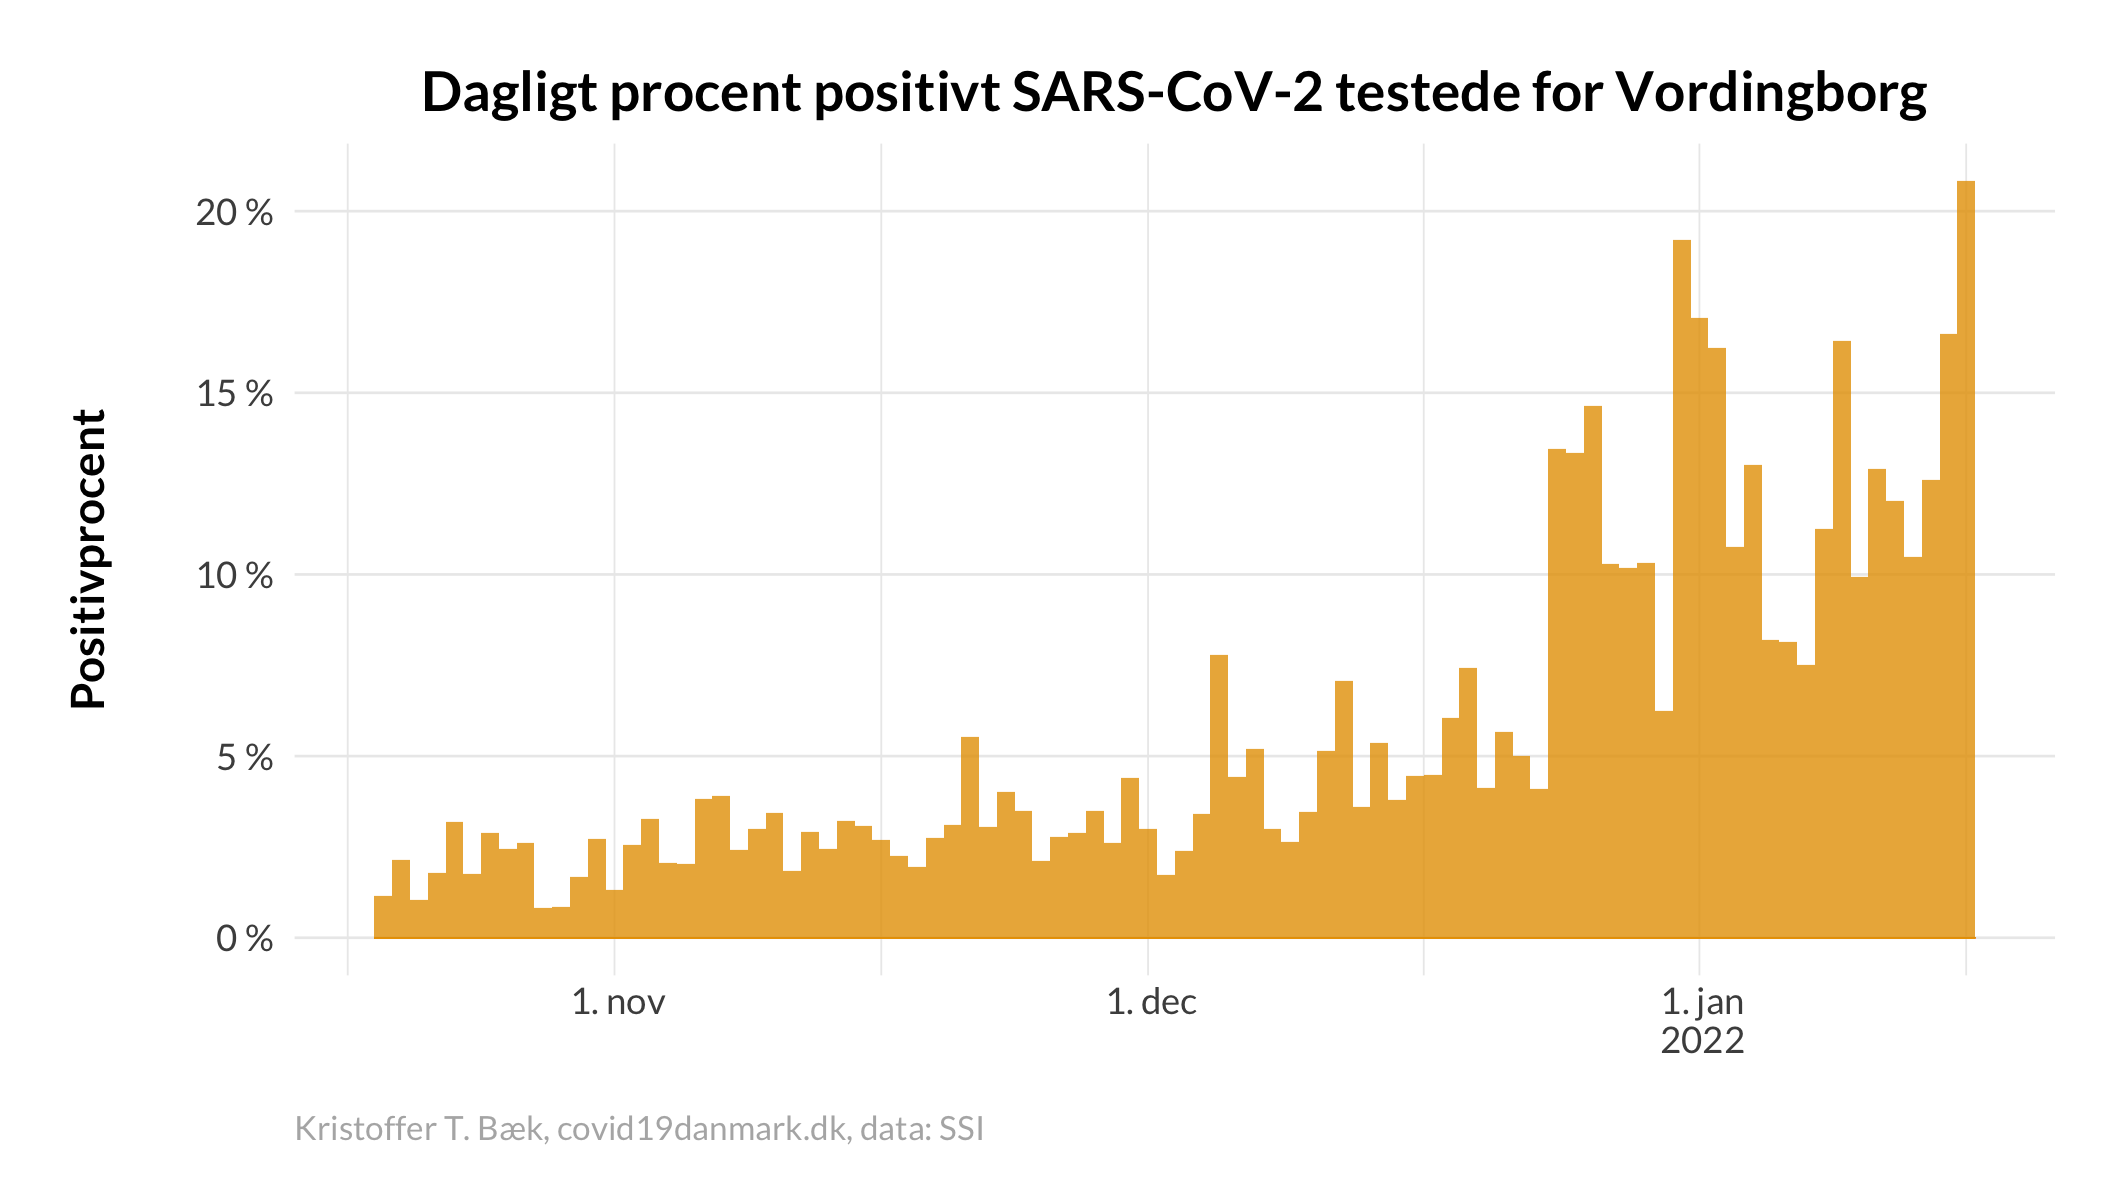 Dagligt procent positivt SARS-CoV-2 testede for Vordingborg
Positivprocent
20 %
15 %
10 %
5 %
0 %
1. nov
1. dec
1. jan
2022
Kristoffer T. Bæk, covid19danmark.dk, data: SSI